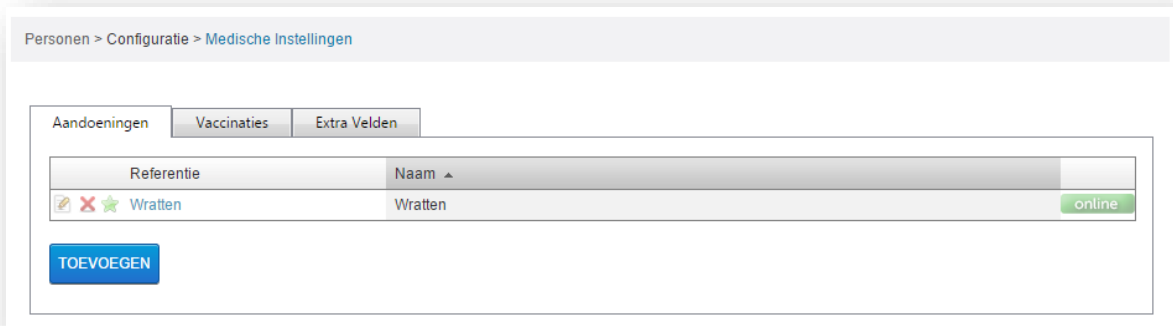 Personen > Configuratie > Medische Instellingen
Aandoeningen Vaccinaties Extra Velden
Referentie Naam
Wratten Wratten online
TOEVOEGEN